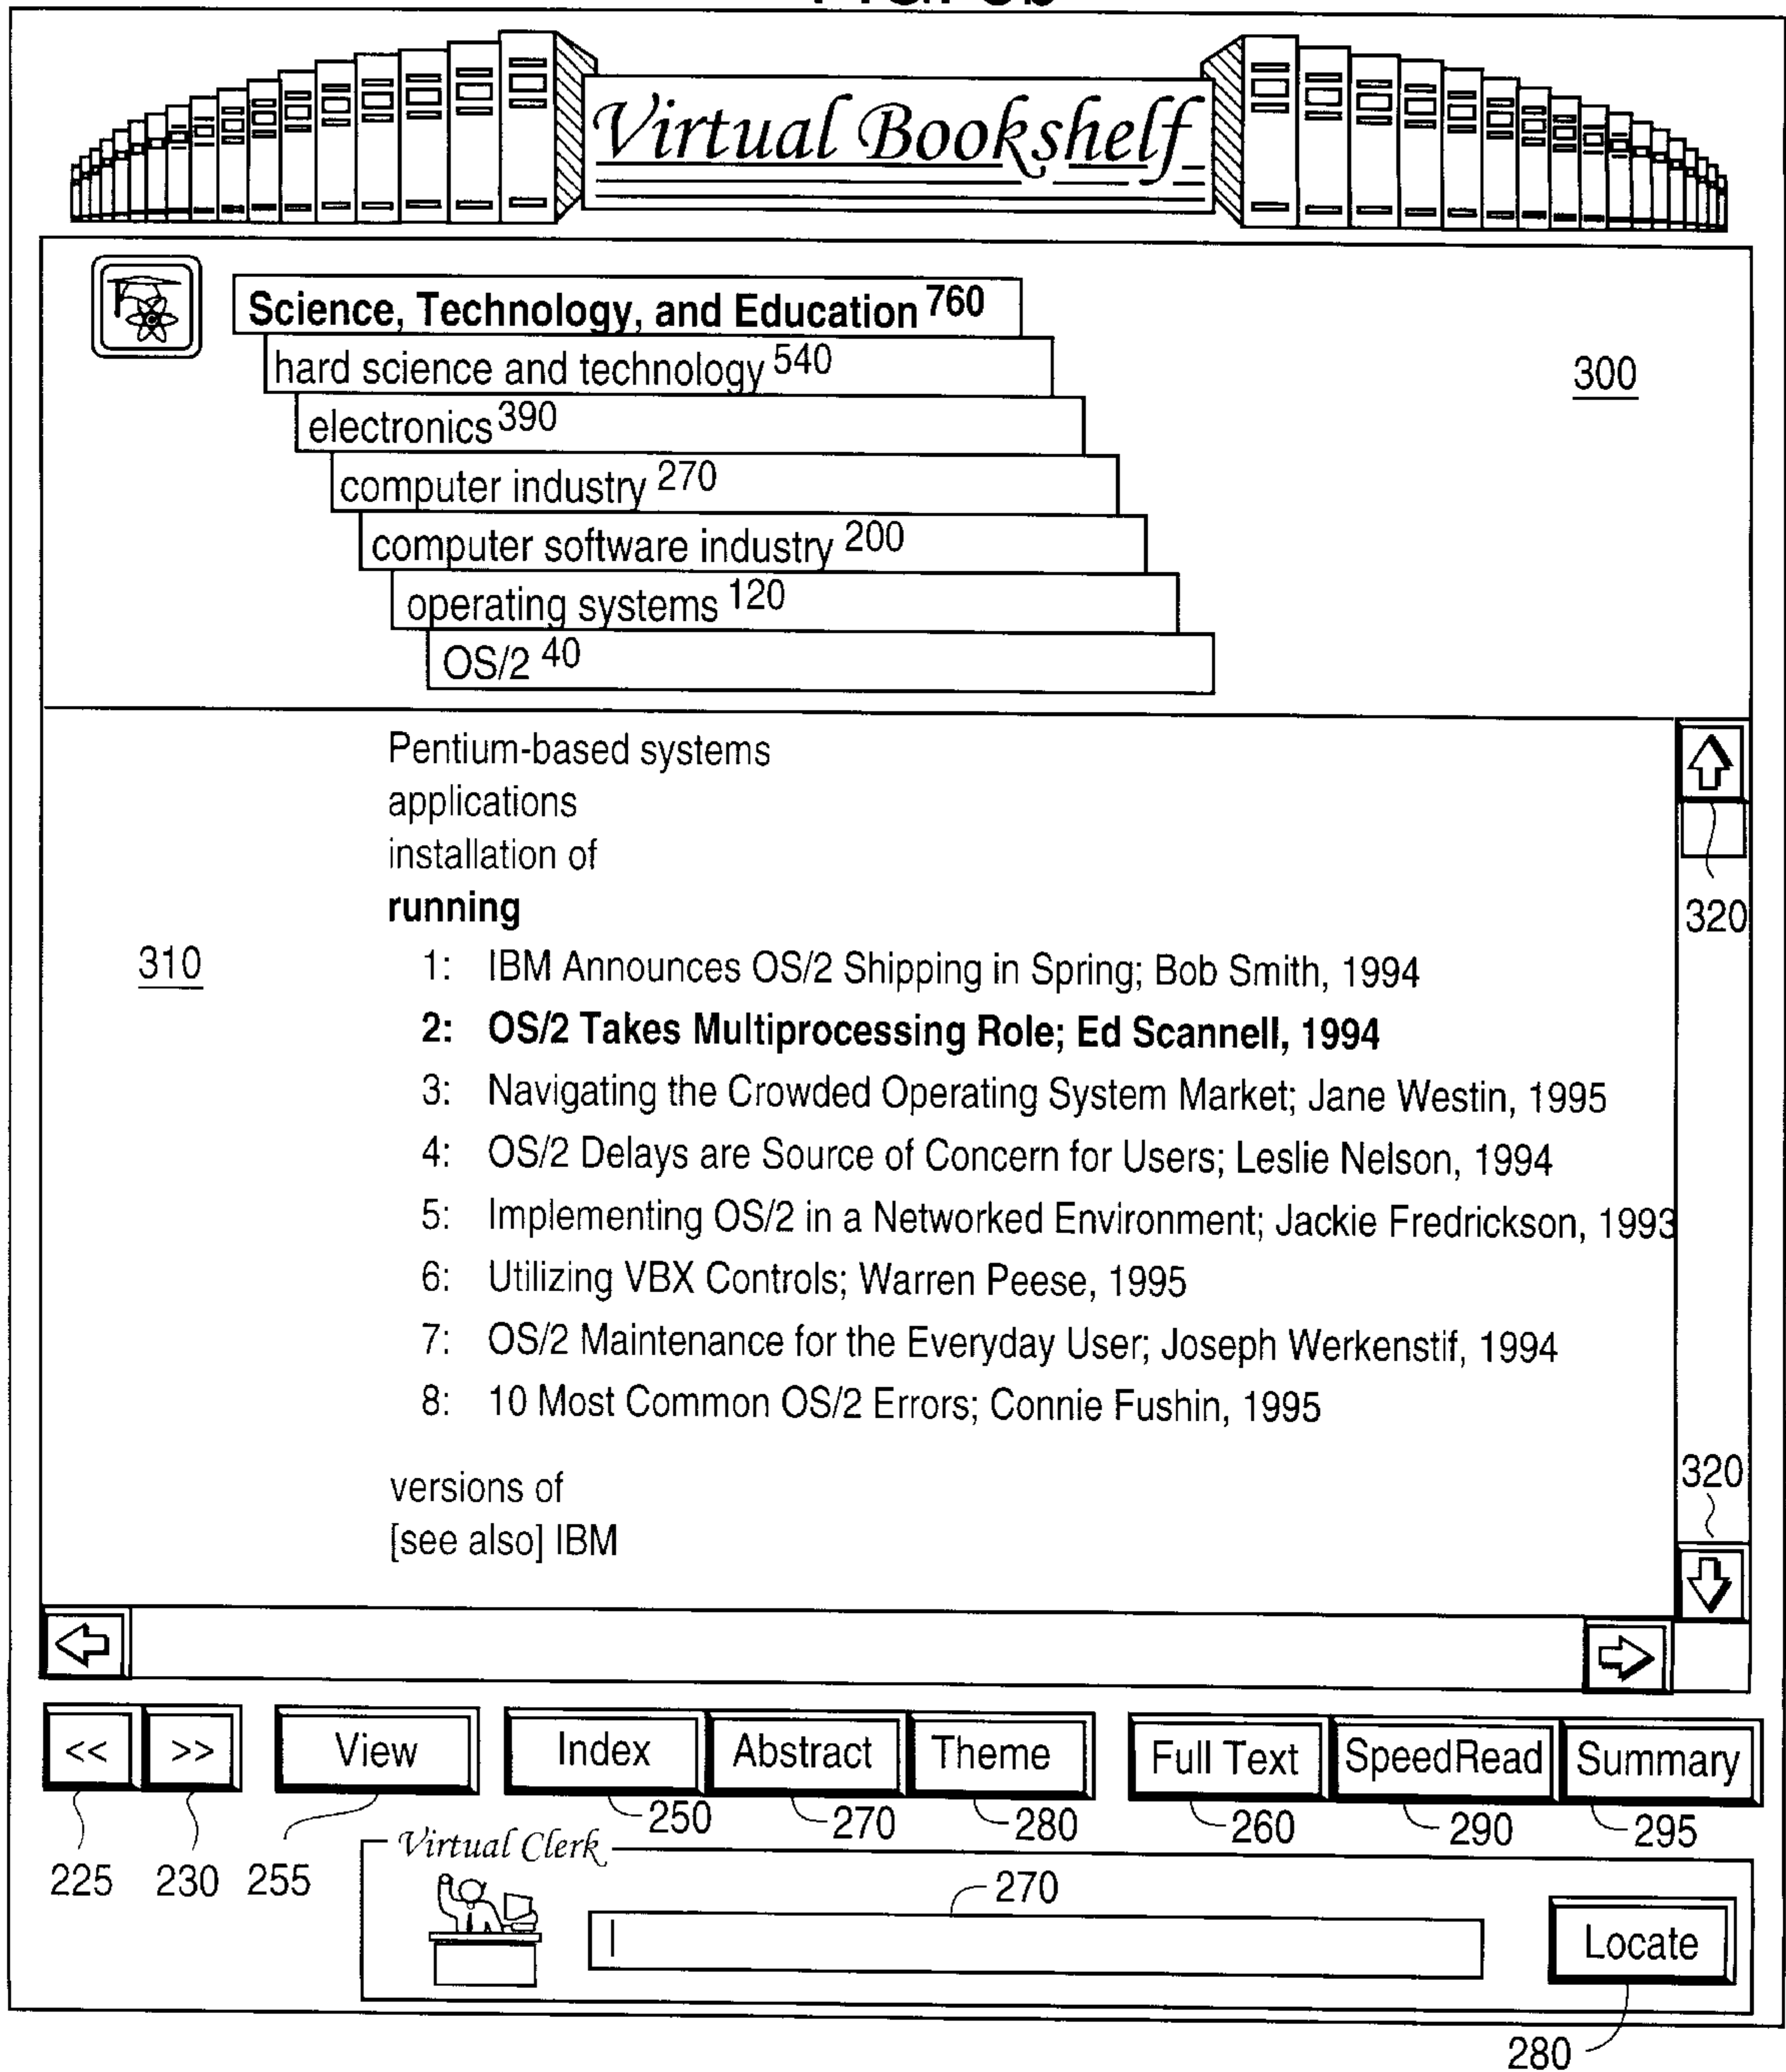 Virtual Bookshelf
Science, Technology, and Education 760
hard science and technology 540
300
electronics 390
computer industry 270
computer software industry 200
operating systems 120
OS/2 40
Pentium-based systems
applications
installation of
running
320
310
1: IBM Announces OS/2 Shipping in Spring; Bob Smith, 1994
2: OS/2 Takes Multiprocessing Role; Ed Scannell, 1994
3: Navigating the Crowded Operating System Market; Jane Westin, 1995
4: OS/2 Delays are Source of Concern for Users; Leslie Nelson, 1994
5: Implementing OS/2 in a Networked Environment; Jackie Fredrickson, 1993
6: Utilizing VBX Controls; Warren Peese, 1995
7: OS/2 Maintenance for the Everyday User; Joseph Werkenstif, 1994
8: 10 Most Common OS/2 Errors; Connie Fushin, 1995
320
versions of
[see also] IBM
<< >> View Index Abstract Theme Full Text SpeedRead Summary
250 270 280 260 290 295
225 230 255
Virtual Clerk
270
Locate
280